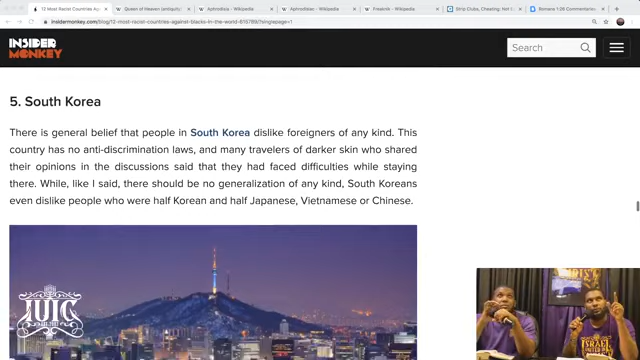 12 Most Racist Countries Ag
Queen of Heaven (antiquity)
Aphrodisia - Wikipedia
Aphrodite - Wikipedia
Freaknik - Wikipedia
Strip Clubs, Cheating: Not I
Romans 1:26 Commentaries
insidermonkey.com/blog/12-most-racist-countries-against-blacks-in-the-world-616789/?singlepage=1
INSIDER
MONKEY
Search
5. South Korea
There is general belief that people in South Korea dislike foreigners of any kind. This
country has no anti-discrimination laws, and many travelers of darker skin who shared
their opinions in the discussions said that they had faced difficulties while staying
there. While, like I said, there should be no generalization of any kind, South Koreans
even dislike people who were half Korean and half Japanese, Vietnamese or Chinese.
IUIC
ISRAEL
UNITED